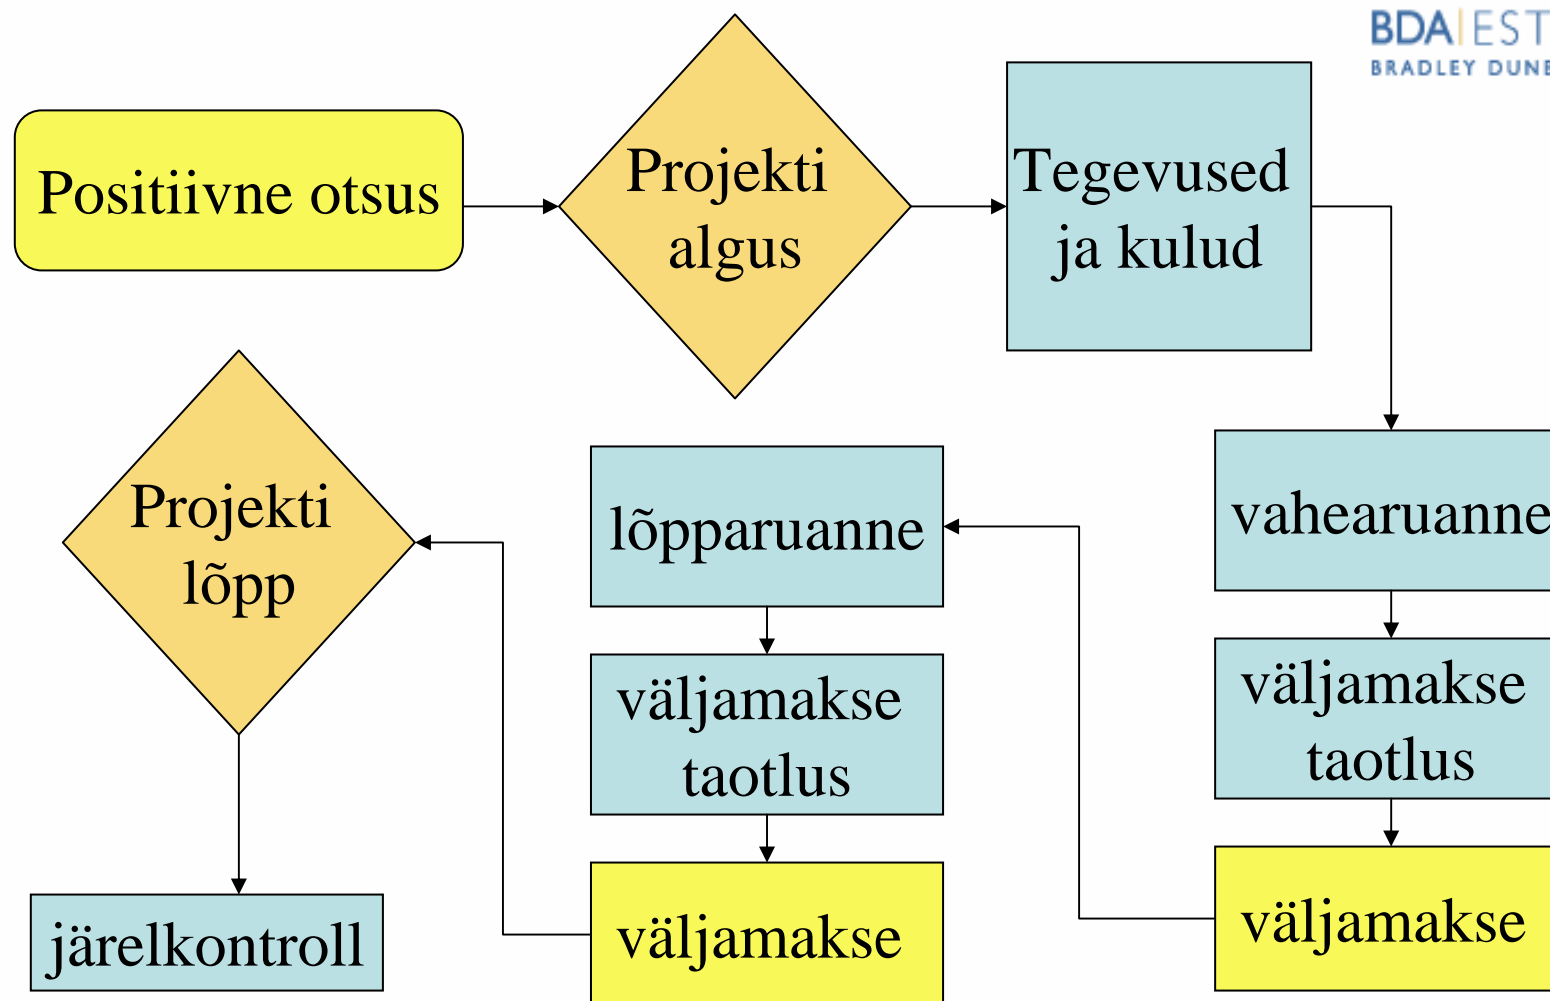 BDA|EST
BRADLEY DUNE
Positiivne otsus
Projekti
algus
Tegevused
ja kulud
vahearuanne
väljamakse
taotlus
väljamakse
lõpparuanne
väljamakse
taotlus
väljamakse
Projekti
lõpp
järelkontroll